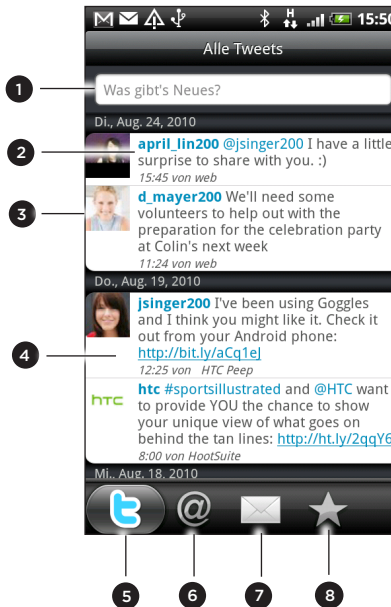 H 15:50
Alle Tweets
1
Was gibt's Neues?
Di., Aug. 24, 2010
2
april_lin200 @jsinger200 I have a little
surprise to share with you. :)
15:45 von web
3
d_mayer200 We'll need some
volunteers to help out with the
preparation for the celebration party
at Colin's next week
11:24 von web
Do., Aug. 19, 2010
jsinger200 I've been using Goggles
and I think you might like it. Check it
out from your Android phone:
4
http://bit.ly/aCq1eJ
12:25 von HTC Peep
hTC
htc #sportsillustrated and @HTC want
to provide YOU the chance to show
your unique view of what goes on
behind the tan lines: http://ht.ly/2qqY6
8:00 von HootSuite
Mi., Aug. 18, 2010
t @
5 6 7 8